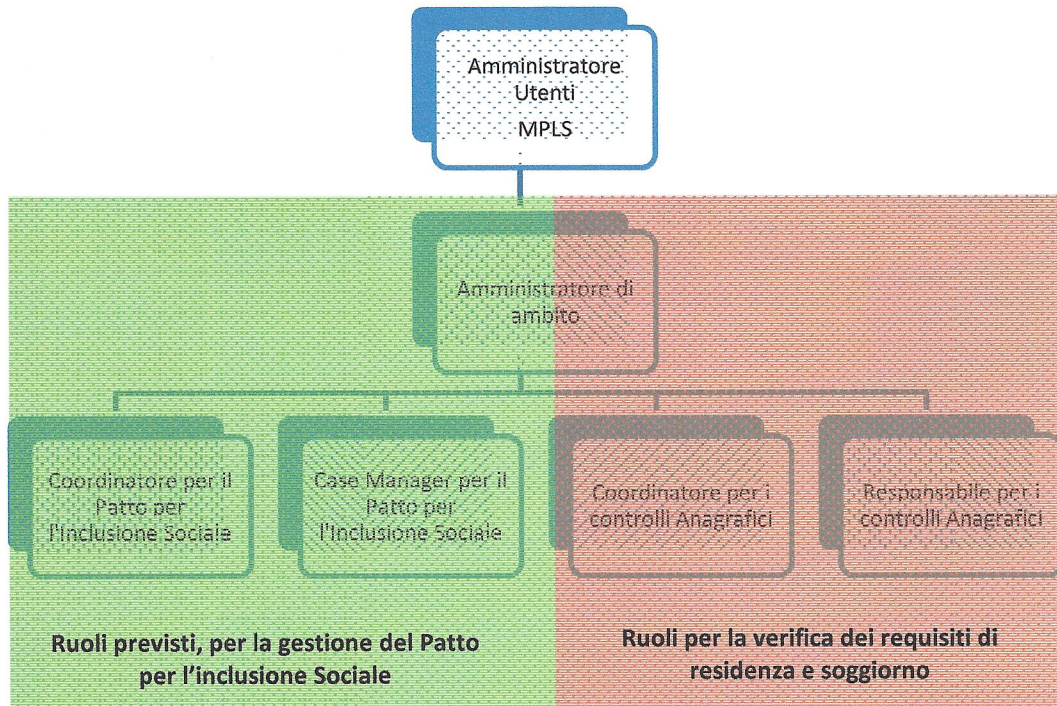 Amministratore
Utenti
MPLS
Amministratore di
ambito
Coordinatore per il
Patto per
l'Inclusione Sociale
Case Manager per il
Patto per
l'Inclusione Sociale
Coordinatore per i
controlli Anagrafici
Responsabile per i
controlli Anagrafici
Ruoli previsti, per la gestione del Patto
per l'inclusione Sociale
Ruoli per la verifica dei requisiti di
residenza e soggiorno